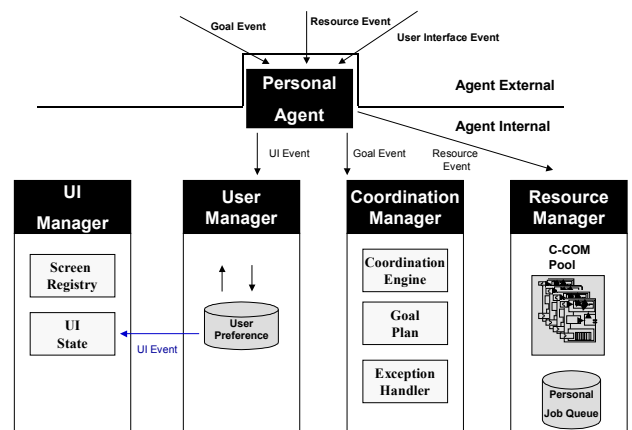 Goal Event
Resource Event
User Interface Event
Personal
Agent
Agent External
Agent Internal
UI Event
Goal Event
Resource
Event
UI
Manager
User
Manager
Coordination
Manager
Resource
Manager
Screen
Registry
UI
State
UI Event
User
Preference
Coordination
Engine
Goal
Plan
Exception
Handler
C-COM
Pool
Personal
Job Queue